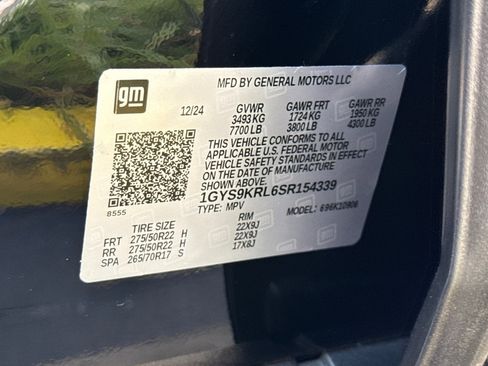 gm
MFD BY GENERAL MOTORS LLC
12/24 GVWR GAWR FRT GAWR RR
3493 KG 1724 KG 1950 KG
7700 LB 3800 LB 4300 LB
THIS VEHICLE CONFORMS TO ALL
APPLICABLE U.S. FEDERAL MOTOR
VEHICLE SAFETY STANDARDS IN EFFECT
ON THE DATE OF MANUFACTURE
SHOWN ABOVE.
1GYS9KRL6SR154339
8555 TYPE: MPV MODEL: 696K10906
TIRE SIZE RIM
FRT 275/50R22 H 22X9J
RR 275/50R22 H 22X9J
SPA 265/70R17 S 17X8J